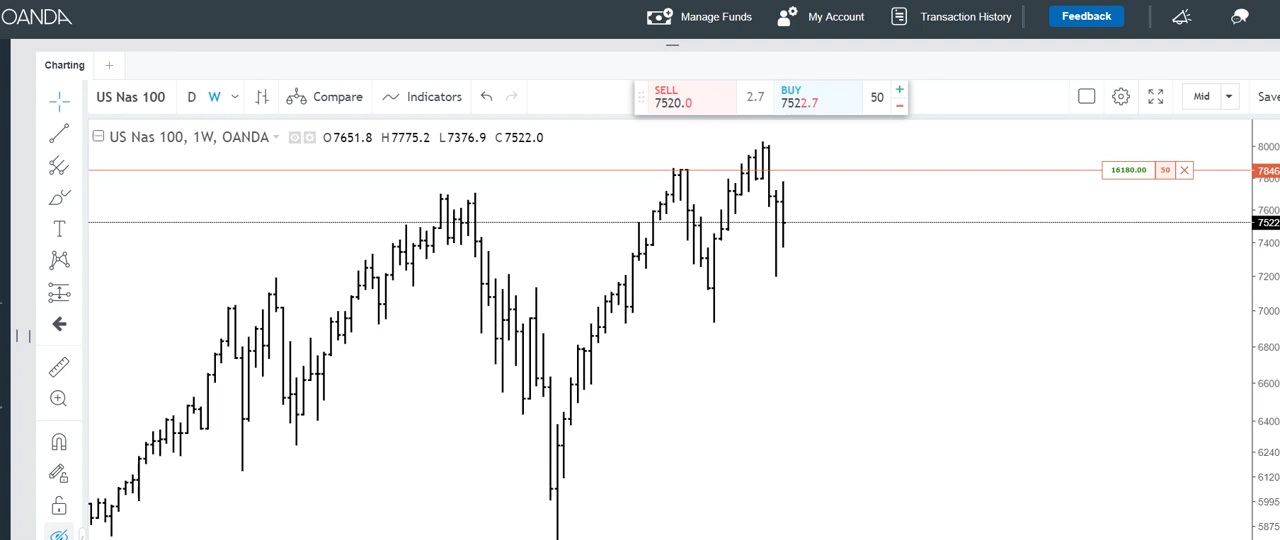 OANDA
Manage Funds
My Account
Transaction History
Feedback
Charting
US Nas 100
D
W
Compare
Indicators
SELL
7520.0
2.7
BUY
7522.7
50
Mid
Save
US Nas 100, 1W, OANDA
O7651.8 H7775.2 L7376.9 C7522.0
8000
16180.00
50
7846
7600
7522
7400
7200
7000
6800
6600
6400
6240
6120
5995
5875